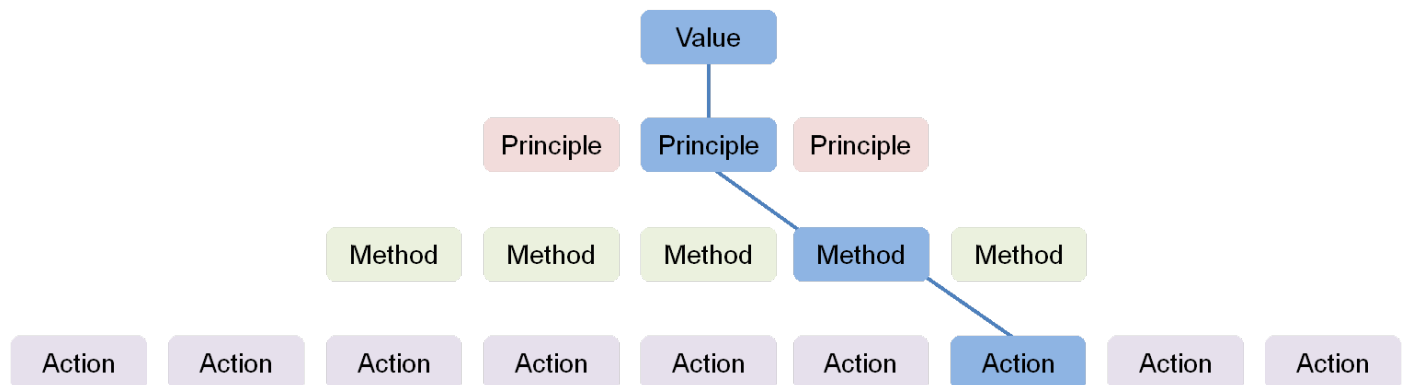 Value
Principle Principle Principle
Method Method Method Method Method
Action Action Action Action Action Action Action Action Action